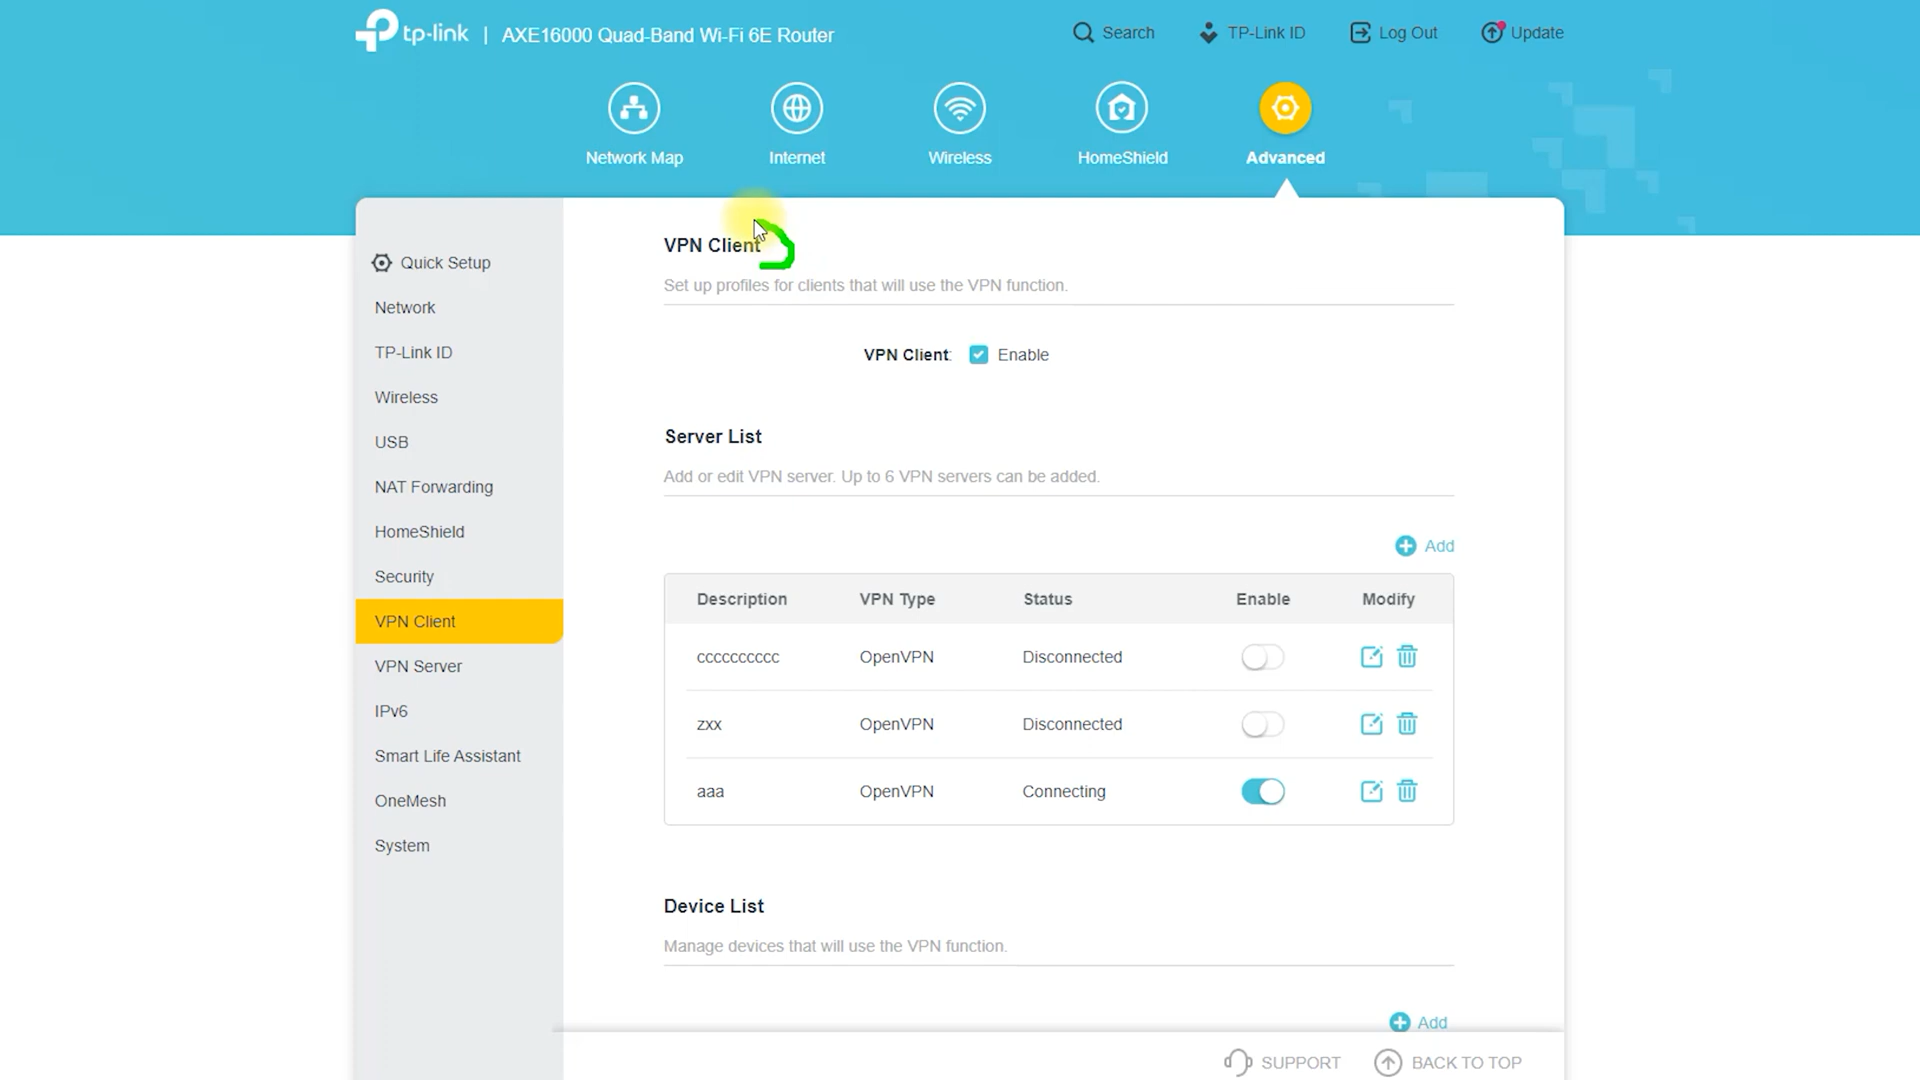 tp-link | AXE16000 Quad-Band Wi-Fi 6E Router
Search
TP-Link ID
Log Out
Update
Network Map
Internet
Wireless
HomeShield
Advanced
Quick Setup
Network
TP-Link ID
Wireless
USB
NAT Forwarding
HomeShield
Security
VPN Client
VPN Server
IPv6
Smart Life Assistant
OneMesh
System
VPN Client
Set up profiles for clients that will use the VPN function.
VPN Client: Enable
Server List
Add or edit VPN server. Up to 6 VPN servers can be added.
Add
Description VPN Type Status Enable Modify
cccccccccc OpenVPN Disconnected
zxx OpenVPN Disconnected
aaa OpenVPN Connecting
Device List
Manage devices that will use the VPN function.
Add
SUPPORT
BACK TO TOP